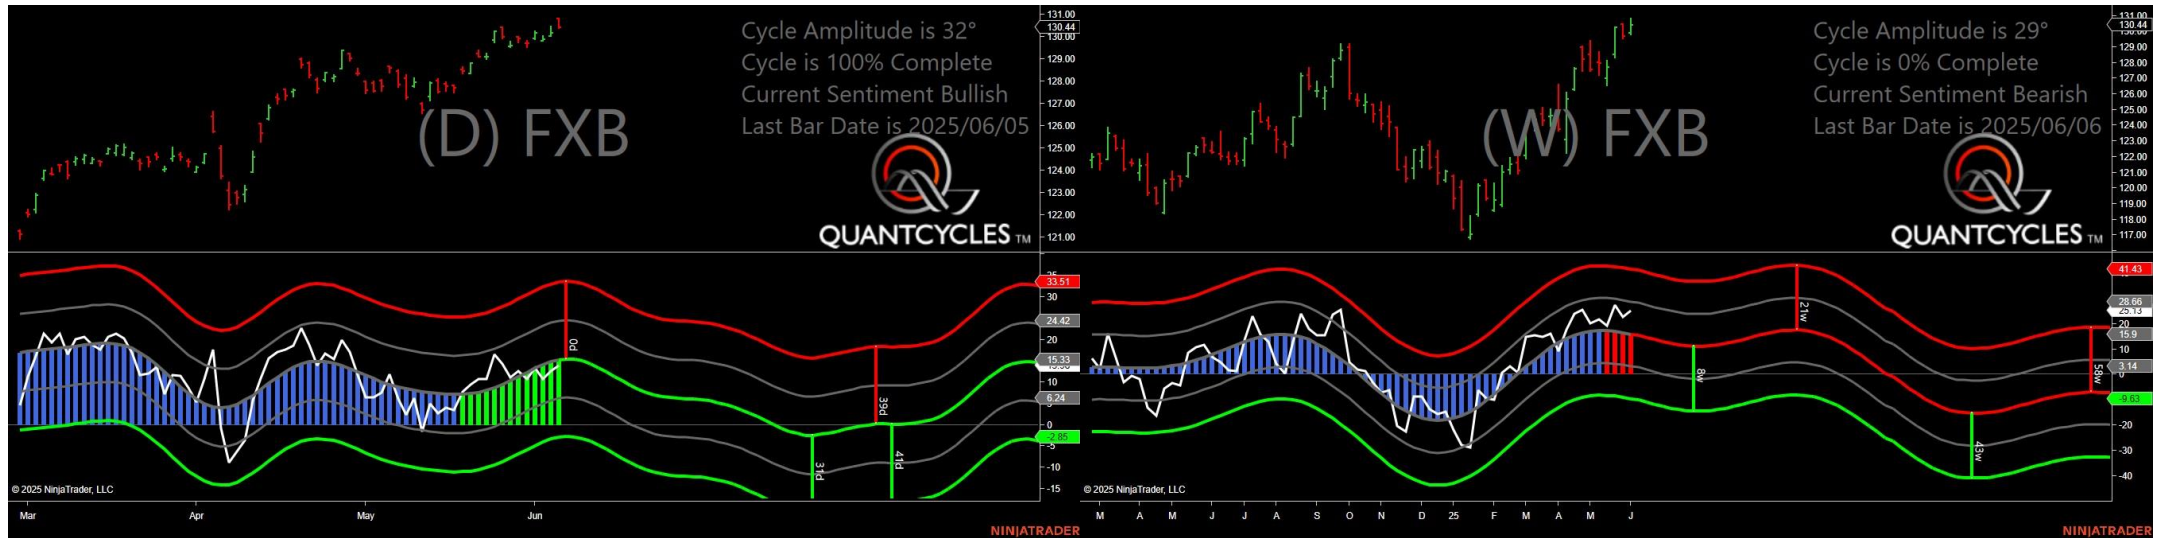 Cycle Amplitude is 32°
Cycle is 100% Complete
Current Sentiment Bullish
Last Bar Date is 2025/06/05
(D) FXB
QUANTCYCLES TM
131.00
130.44
130.00
129.00
128.00
127.00
126.00
125.00
124.00
123.00
122.00
121.00
33.51
30
24.42
20
15.33
10
6.24
0
-2.85
-5
-10
-15
0d
39d
31d
41d
© 2025 NinjaTrader, LLC
Mar Apr May Jun
NINJATRADER
Cycle Amplitude is 29°
Cycle is 0% Complete
Current Sentiment Bearish
Last Bar Date is 2025/06/06
(W) FXB
QUANTCYCLES TM
131.00
130.44
129.00
128.00
126.00
125.00
124.00
123.00
122.00
121.00
120.00
119.00
118.00
117.00
41.43
28.66
25.13
20
15.9
10
3.14
0
-9.63
-20
-30
-40
21w
8w
43w
58w
© 2025 NinjaTrader, LLC
M A M J J A S O N D 25 F M A M J
NINJATRADER